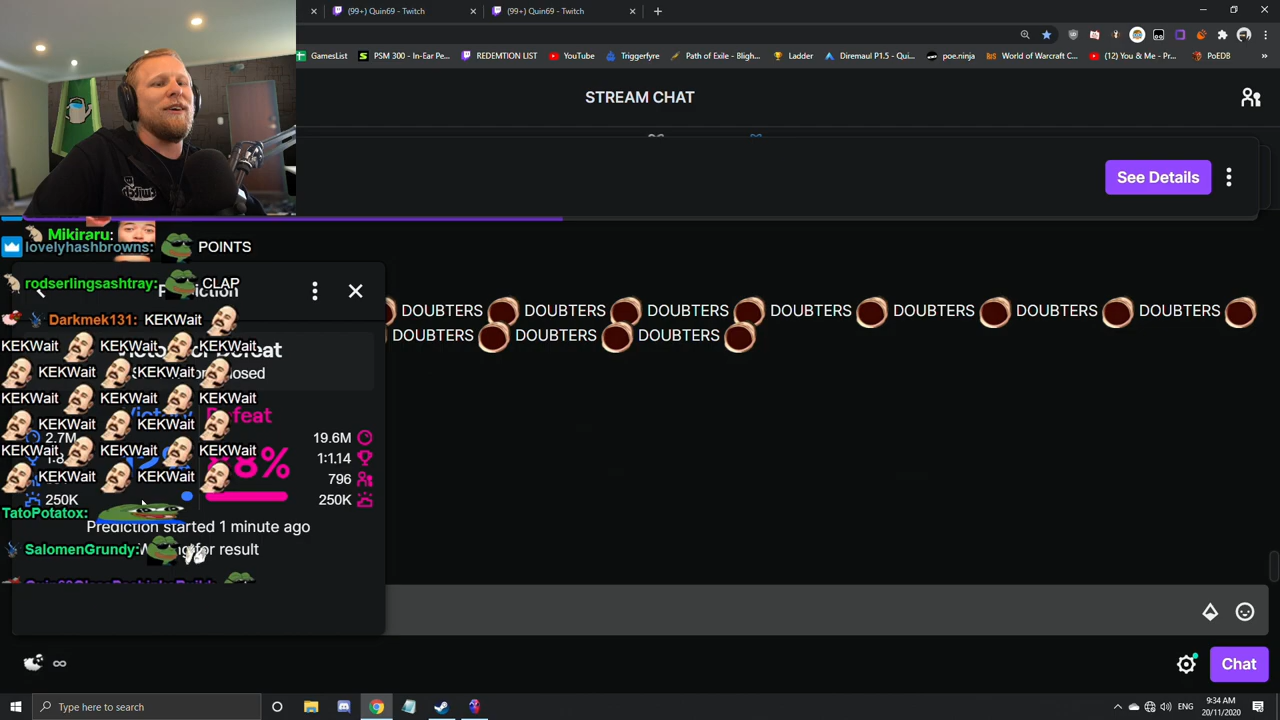 (99+) Quin69 - Twitch
(99+) Quin69 - Twitch
GamesList
PSM 300 - In-Ear Pe...
REDEMTION LIST
YouTube
Triggerfyre
Path of Exile - Bligh...
Ladder
Diremaul P1.5 - Qui...
poe.ninja
World of Warcraft C...
(12) You & Me - Pr...
PoEDB
STREAM CHAT
See Details
Mikiraru:
lovelyhashbrowns: POINTS
rodserlingsashtray: CLAP
Darkmek131: KEKWait
KEKWait KEKWait KEKWait
KEKWait KEKWait
KEKWait KEKWait KEKWait
KEKWait KEKWait
KEKWait KEKWait KEKWait
KEKWait KEKWait
DOUBTERS DOUBTERS DOUBTERS DOUBTERS DOUBTERS DOUBTERS DOUBTERS
DOUBTERS DOUBTERS DOUBTERS
Defeat
2.7M
19.6M
1:1.14
796
250K
88%
250K
TatoPotatox:
Prediction started 1 minute ago
SalomenGrundy:
for result
Chat
Type here to search
9:34 AM
20/11/2020